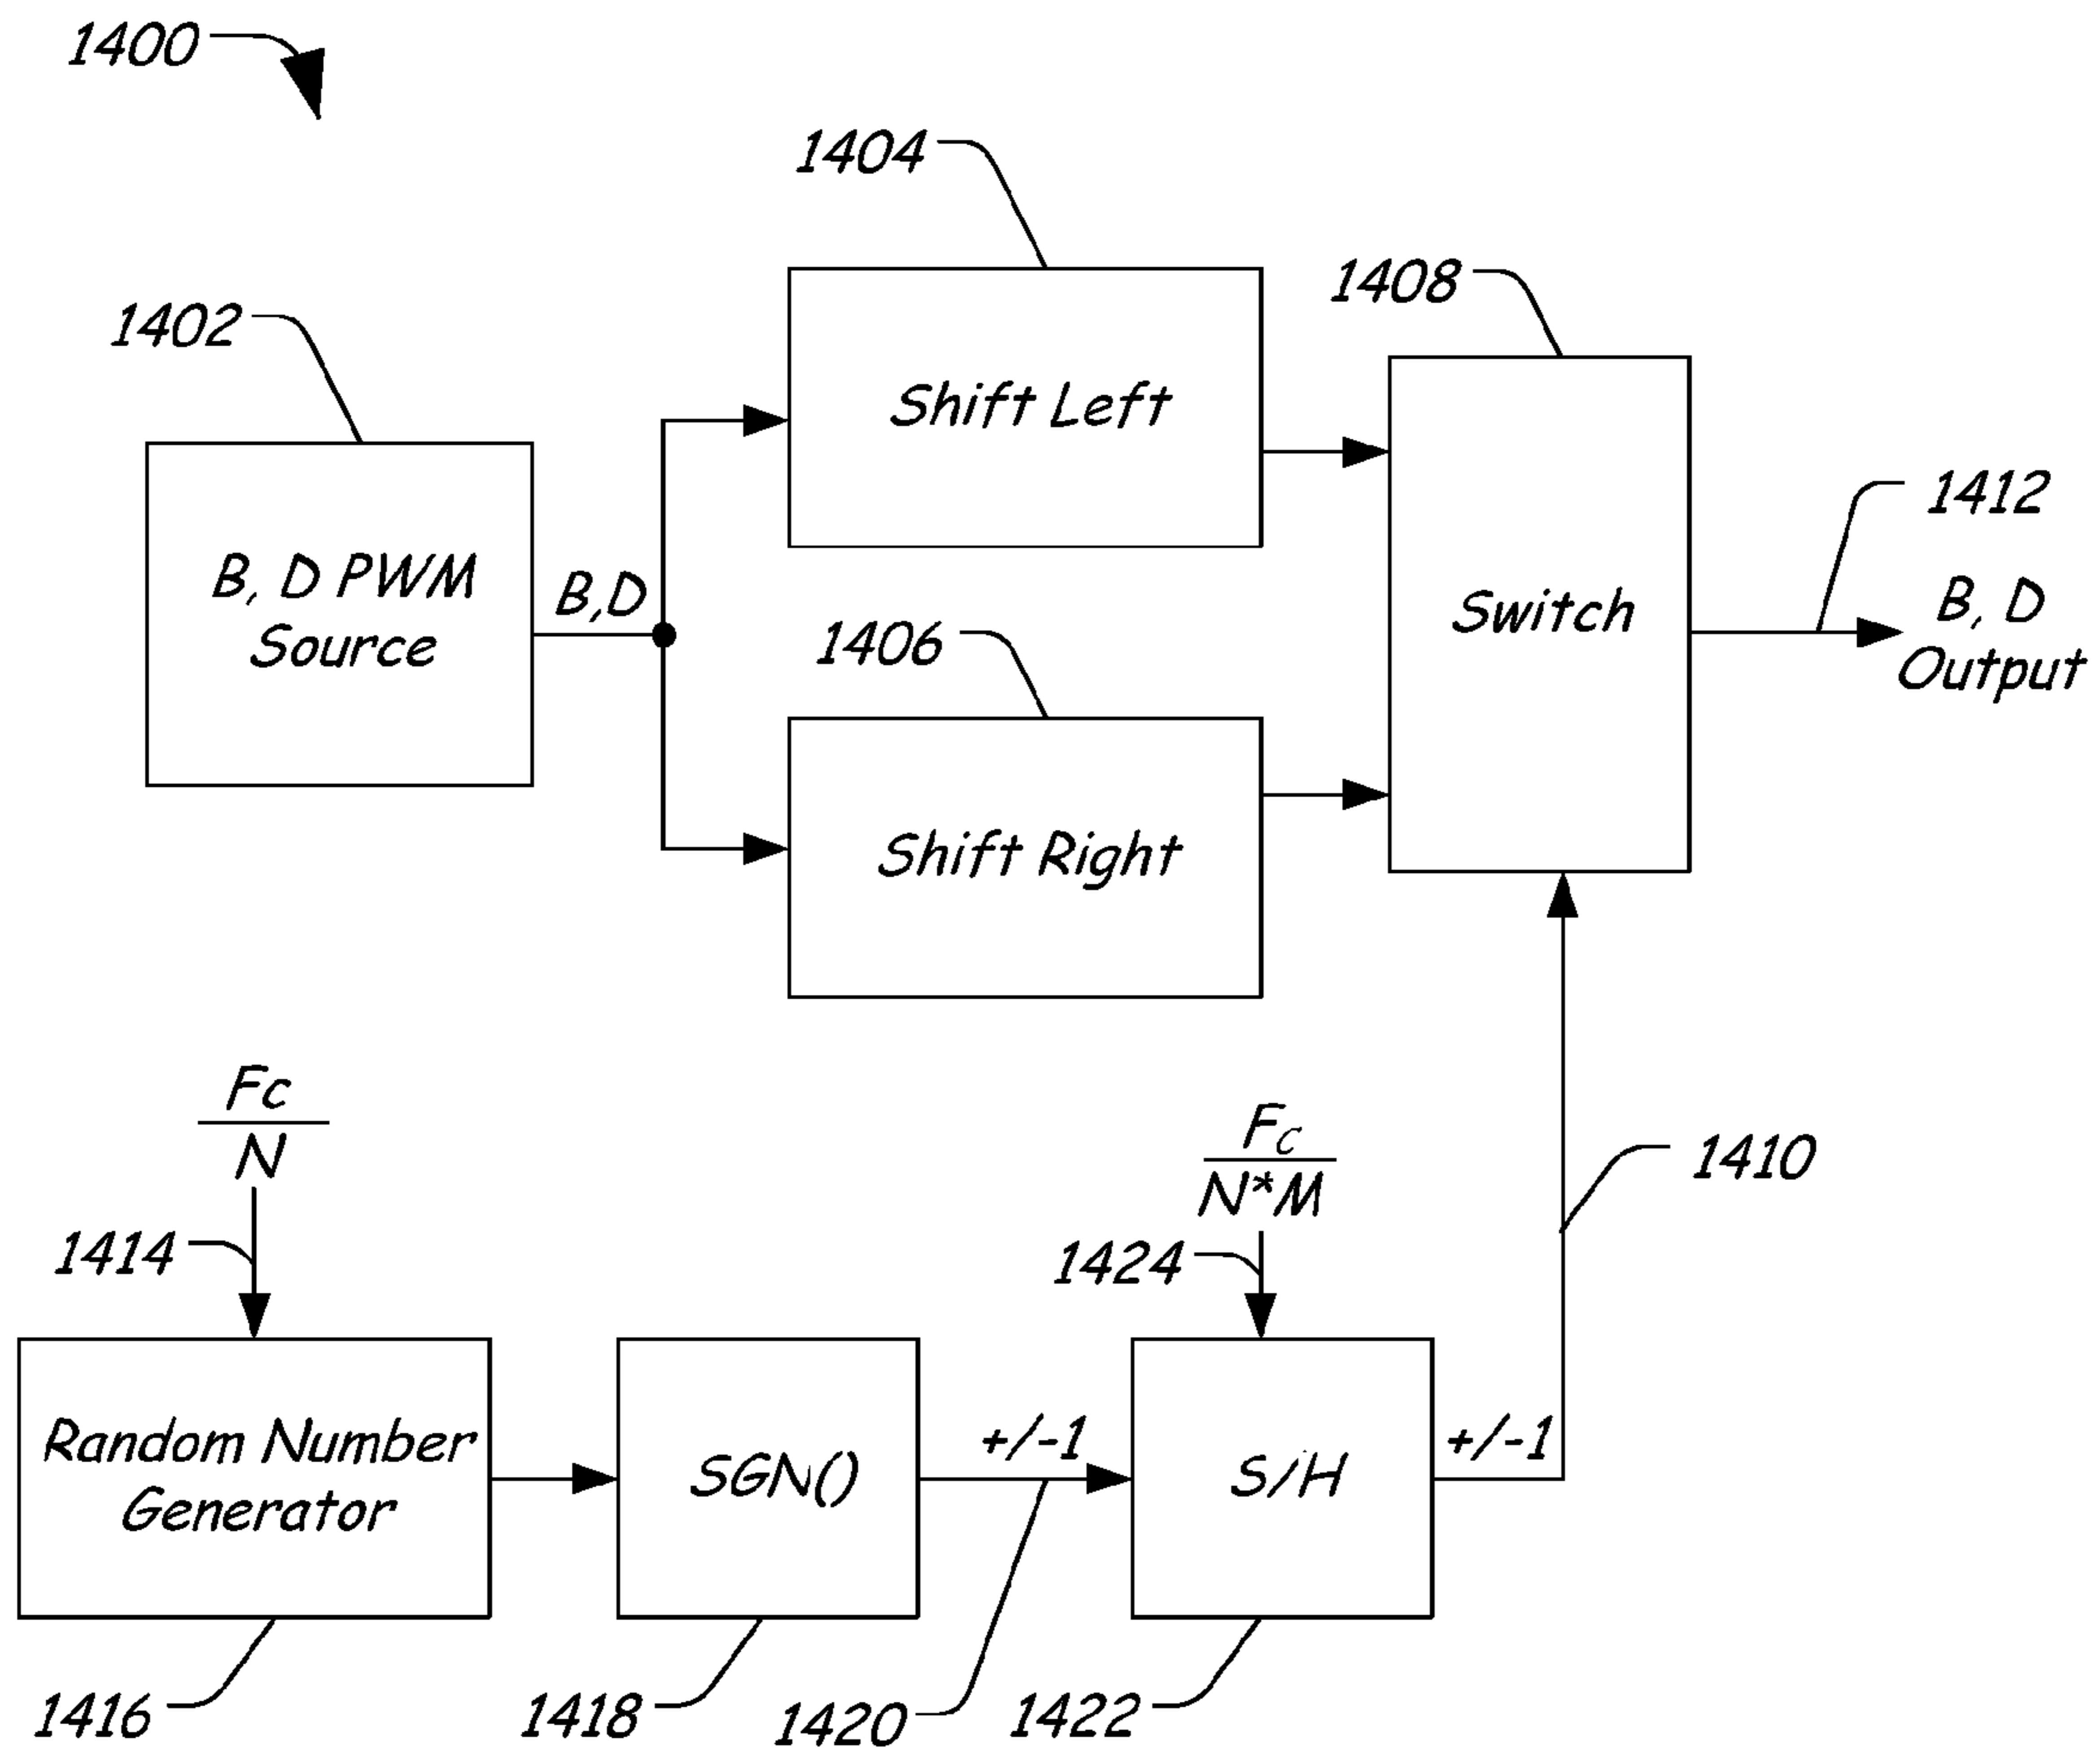 1400
1404
1408
1402
Shift Left
1412
B, D PWM
Source
B,D
Switch
B, D
Output
1406
Shift Right
Fc
N
FC
N*M
1410
1414
1424
Random Number
Generator
SGN()
+/-1
S/H
+/-1
1416
1418
1420
1422